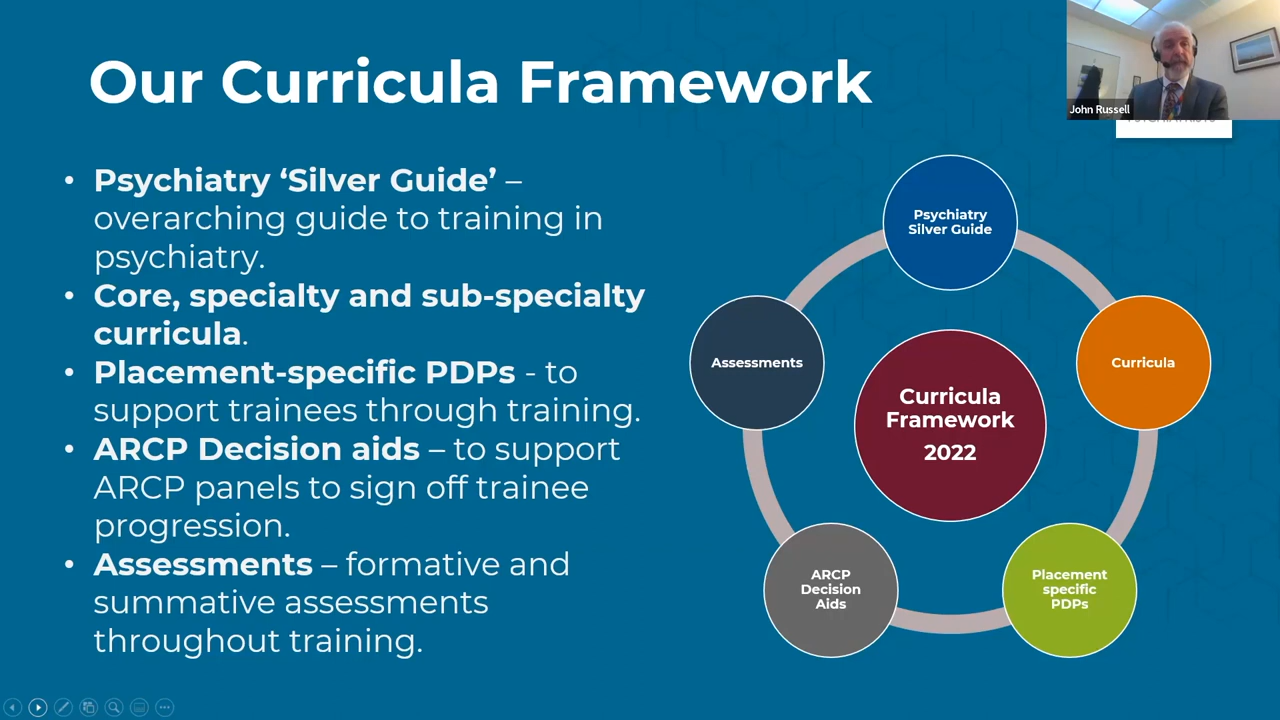 Our Curricula Framework
John Russell
• Psychiatry ‘Silver Guide’ –
overarching guide to training in
psychiatry.
• Core, specialty and sub-specialty
curricula.
• Placement-specific PDPs - to
support trainees through training.
• ARCP Decision aids – to support
ARCP panels to sign off trainee
progression.
• Assessments – formative and
summative assessments
throughout training.
Psychiatry
Silver Guide
Assessments
Curricula
Curricula
Framework
2022
ARCP
Decision
Aids
Placement
specific
PDPs